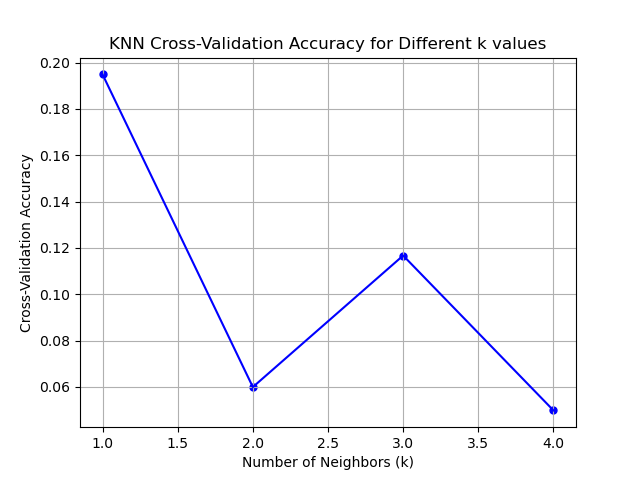 KNN Cross-Validation Accuracy for Different k values
0.20
0.18
0.16
0.14
0.12
0.10
0.08
0.06
Cross-Validation Accuracy
1.0 1.5 2.0 2.5 3.0 3.5 4.0
Number of Neighbors (k)